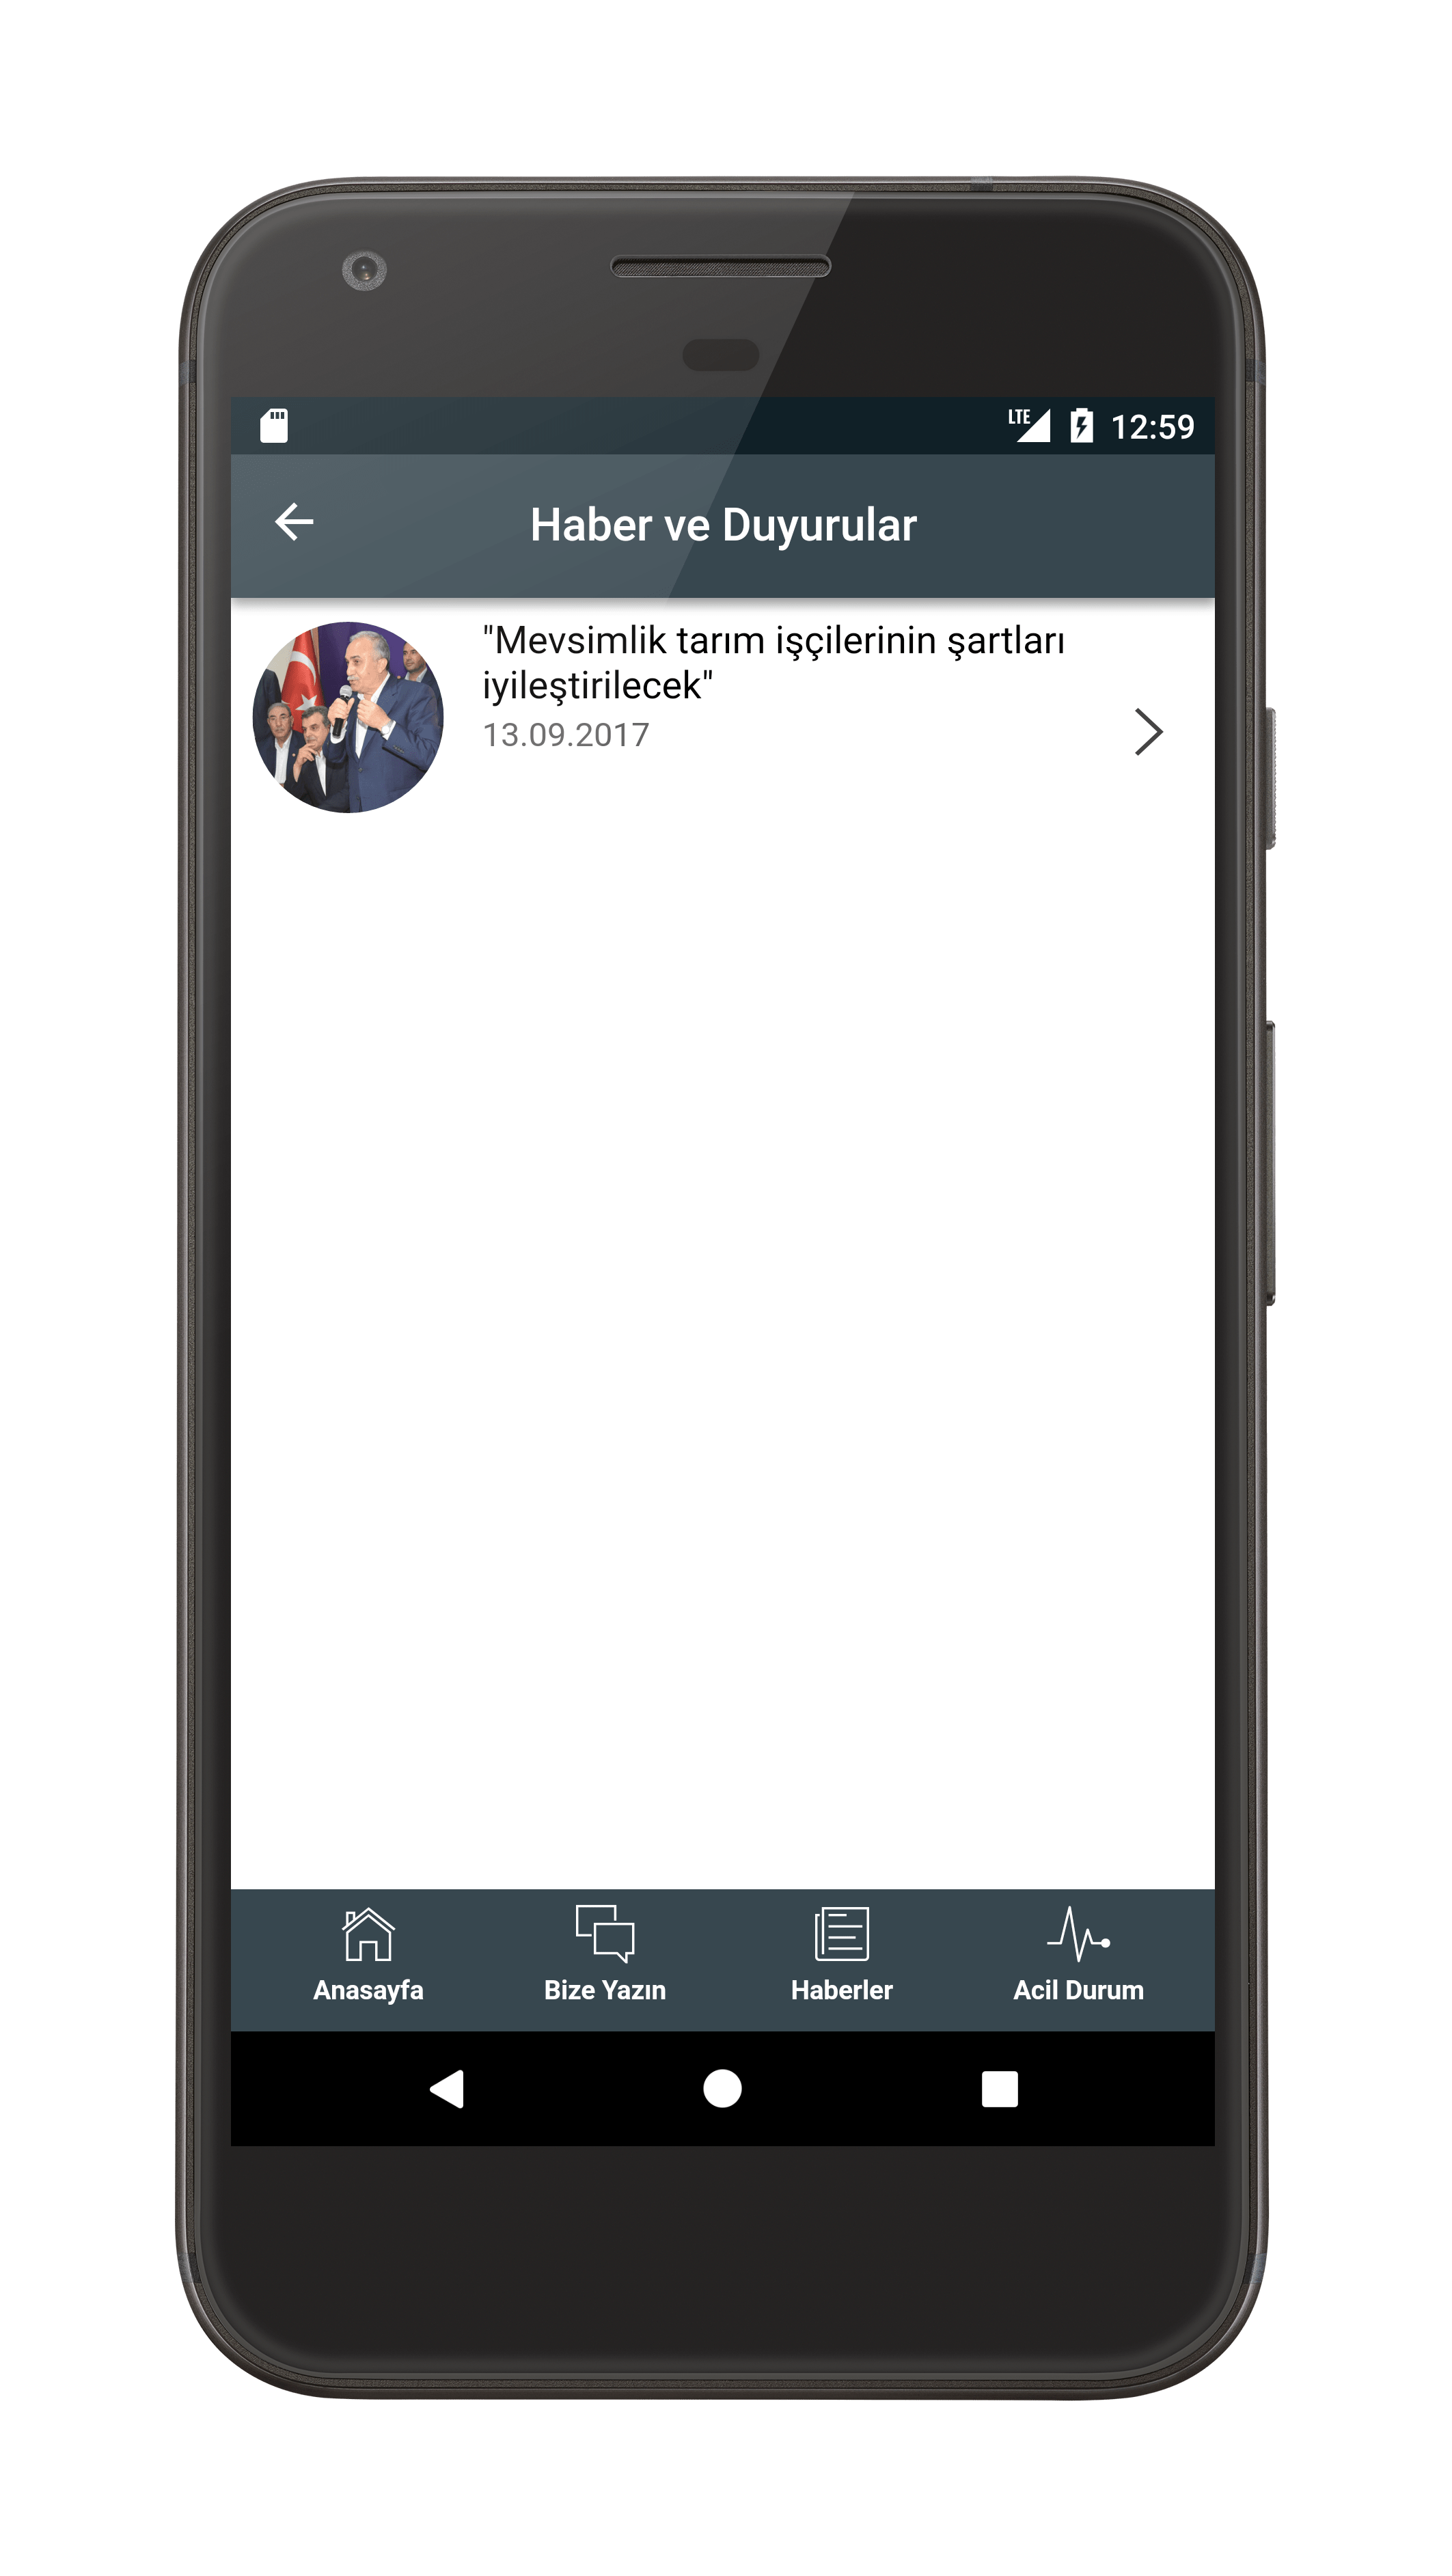 LTE 12:59
Haber ve Duyurular
"Mevsimlik tarım işçilerinin şartları
iyileştirilecek"
13.09.2017
Anasayfa Bize Yazın Haberler Acil Durum